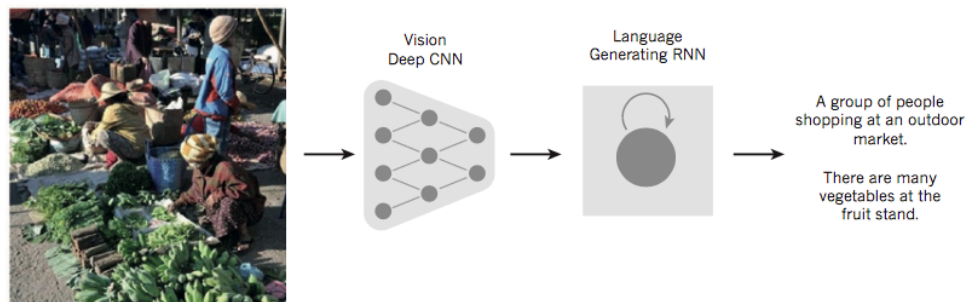 Vision
Deep CNN
Language
Generating RNN
A group of people
shopping at an outdoor
market.
There are many
vegetables at the
fruit stand.